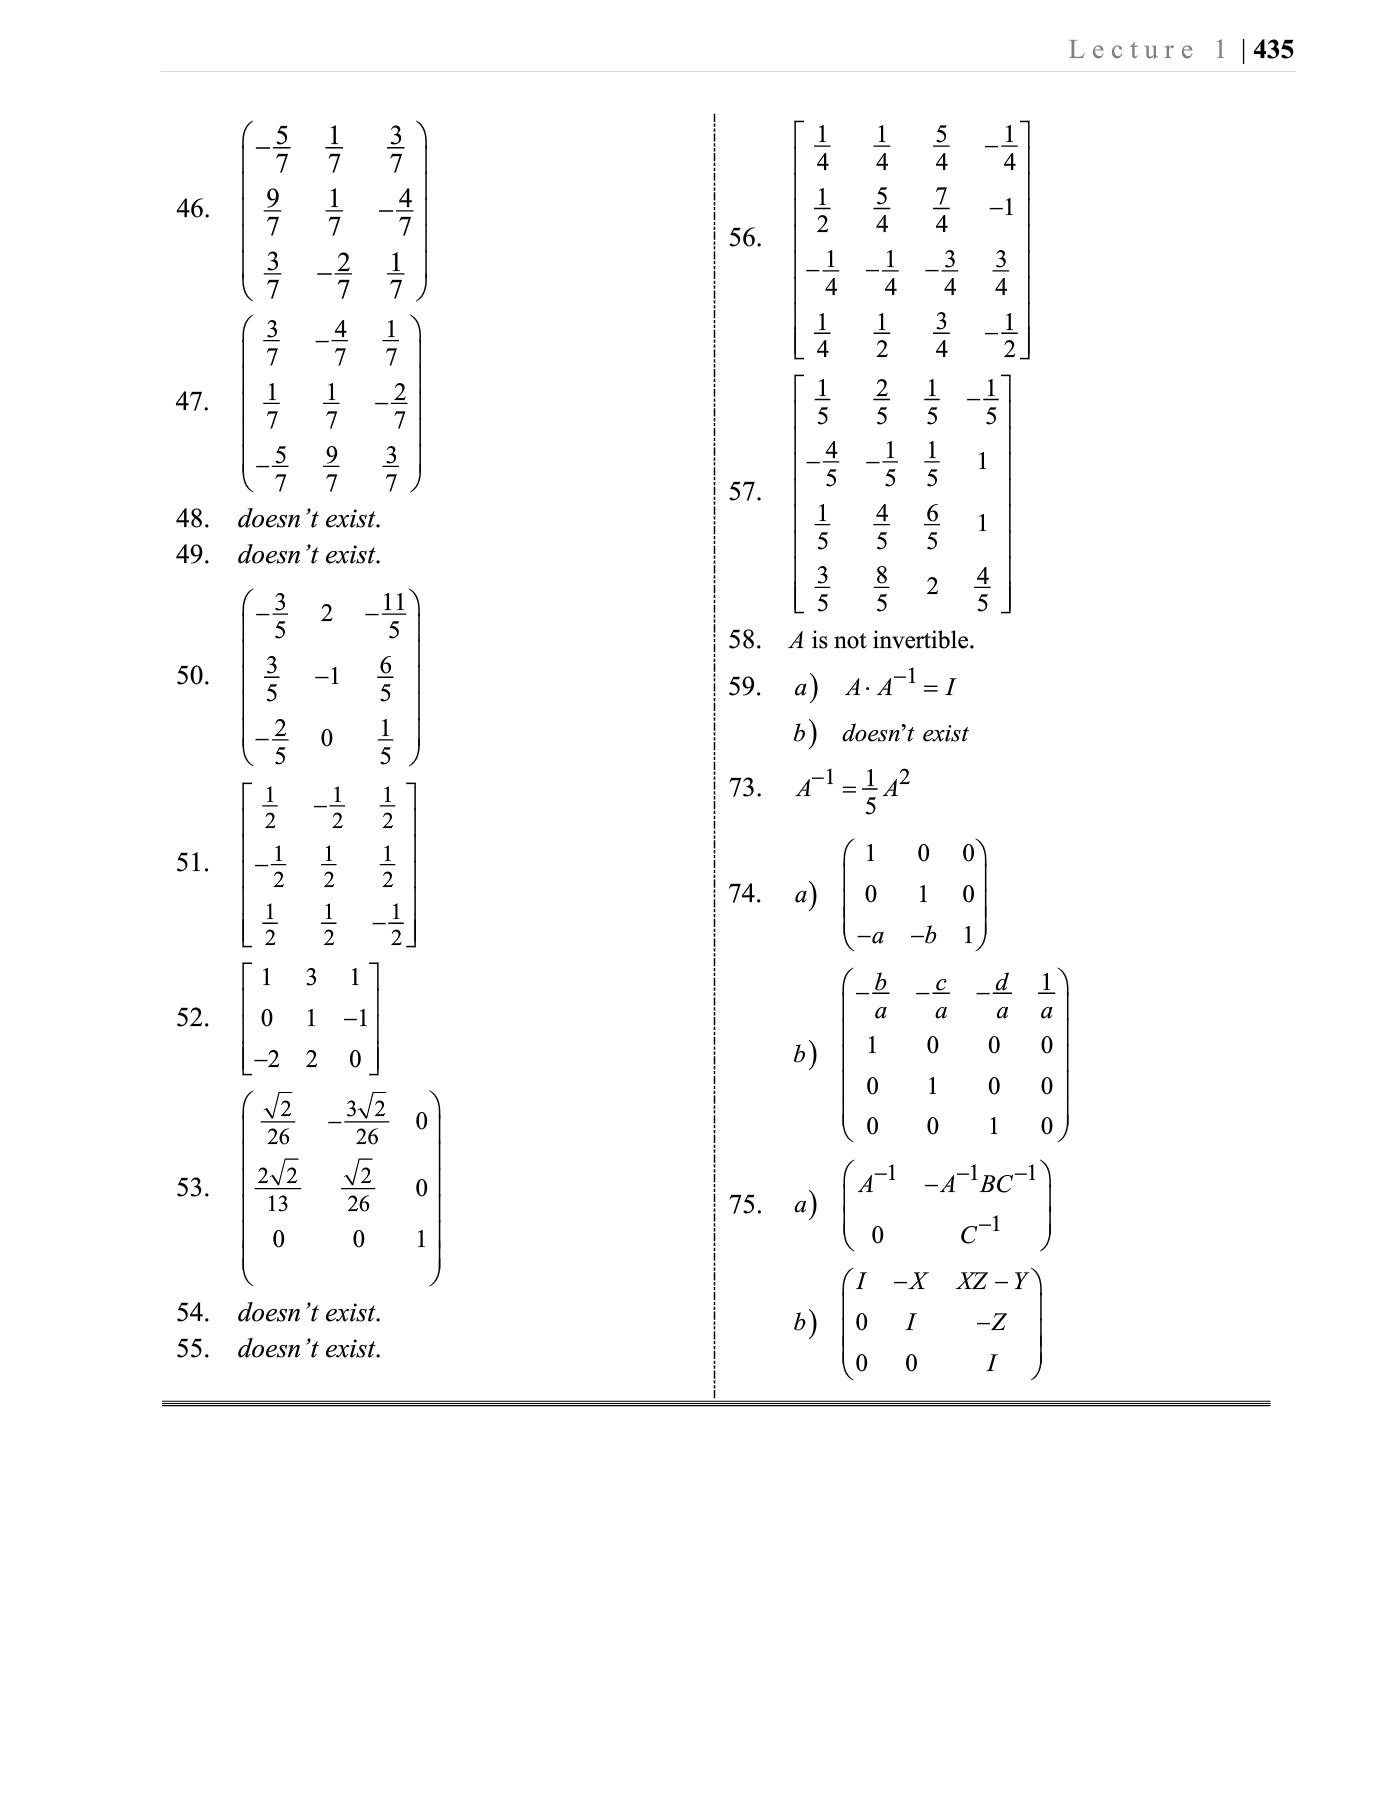 Lecture 1 | 435
46. \begin{pmatrix} -\frac{5}{7} & \frac{1}{7} & \frac{3}{7} \\ \frac{9}{7} & \frac{1}{7} & -\frac{4}{7} \\ \frac{3}{7} & -\frac{2}{7} & \frac{1}{7} \end{pmatrix}
47. \begin{pmatrix} \frac{3}{7} & -\frac{4}{7} & \frac{1}{7} \\ \frac{1}{7} & \frac{1}{7} & -\frac{2}{7} \\ -\frac{5}{7} & \frac{9}{7} & \frac{3}{7} \end{pmatrix}
48. doesn't exist.
49. doesn't exist.
50. \begin{pmatrix} -\frac{3}{5} & 2 & -\frac{11}{5} \\ \frac{3}{5} & -1 & \frac{6}{5} \\ -\frac{2}{5} & 0 & \frac{1}{5} \end{pmatrix}
51. \begin{bmatrix} \frac{1}{2} & -\frac{1}{2} & \frac{1}{2} \\ -\frac{1}{2} & \frac{1}{2} & \frac{1}{2} \\ \frac{1}{2} & \frac{1}{2} & -\frac{1}{2} \end{bmatrix}
52. \begin{bmatrix} 1 & 3 & 1 \\ 0 & 1 & -1 \\ -2 & 2 & 0 \end{bmatrix}
53. \begin{pmatrix} \frac{\sqrt{2}}{26} & -\frac{3\sqrt{2}}{26} & 0 \\ \frac{2\sqrt{2}}{13} & \frac{\sqrt{2}}{26} & 0 \\ 0 & 0 & 1 \end{pmatrix}
54. doesn't exist.
55. doesn't exist.
56. \begin{bmatrix} \frac{1}{4} & \frac{1}{4} & \frac{5}{4} & -\frac{1}{4} \\ \frac{1}{2} & \frac{5}{4} & \frac{7}{4} & -1 \\ -\frac{1}{4} & -\frac{1}{4} & -\frac{3}{4} & \frac{3}{4} \\ \frac{1}{4} & \frac{1}{2} & \frac{3}{4} & -\frac{1}{2} \end{bmatrix}
57. \begin{bmatrix} \frac{1}{5} & \frac{2}{5} & \frac{1}{5} & -\frac{1}{5} \\ -\frac{4}{5} & -\frac{1}{5} & \frac{1}{5} & 1 \\ \frac{1}{5} & \frac{4}{5} & \frac{6}{5} & 1 \\ \frac{3}{5} & \frac{8}{5} & 2 & \frac{4}{5} \end{bmatrix}
58. A is not invertible.
59. a) A \cdot A^{-1} = I
b) doesn't exist
73. A^{-1} = \frac{1}{5} A^2
74. a) \begin{pmatrix} 1 & 0 & 0 \\ 0 & 1 & 0 \\ -a & -b & 1 \end{pmatrix}
b) \begin{pmatrix} -\frac{b}{a} & -\frac{c}{a} & -\frac{d}{a} & \frac{1}{a} \\ 1 & 0 & 0 & 0 \\ 0 & 1 & 0 & 0 \\ 0 & 0 & 1 & 0 \end{pmatrix}
75. a) \begin{pmatrix} A^{-1} & -A^{-1}BC^{-1} \\ 0 & C^{-1} \end{pmatrix}
b) \begin{pmatrix} I & -X & XZ - Y \\ 0 & I & -Z \\ 0 & 0 & I \end{pmatrix}